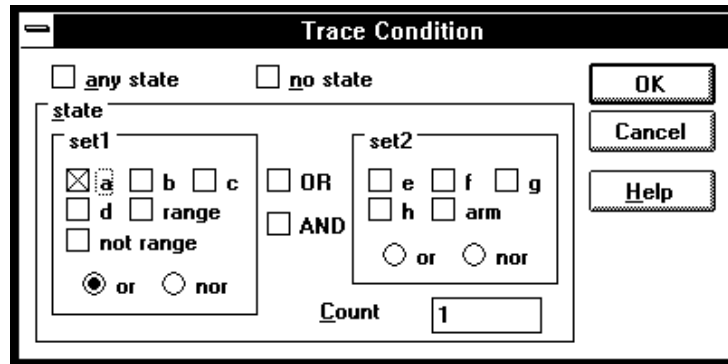 Trace Condition
any state no state OK
state
set1 set2 Cancel
a b c OR e f g
d range AND h arm Help
not range
or nor or nor
Count 1